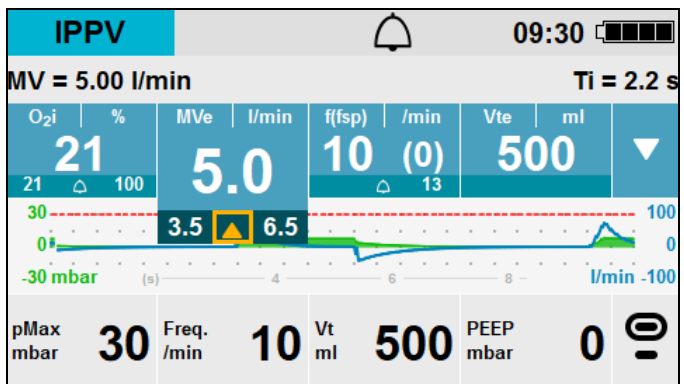 IPPV 09:30
MV = 5.00 l/min Ti = 2.2 s
O₂i % MVe l/min f(fsp) /min Vte ml
21 5.0 10 (0) 500
21 100 13
3.5 6.5
30 100
0 0
-30 mbar (s) 4 6 8 l/min -100
pMax mbar 30 Freq. /min 10 Vt ml 500 PEEP mbar 0